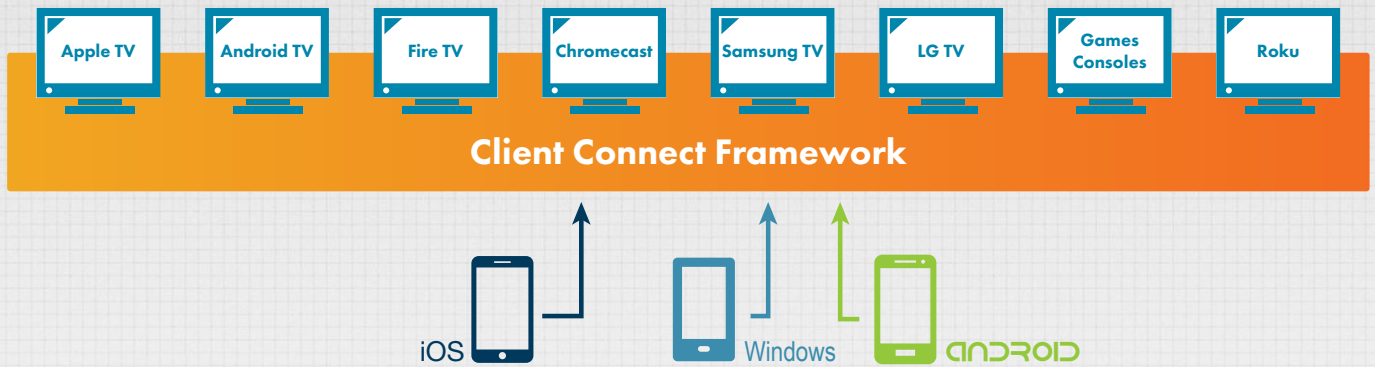 Apple TV
Android TV
Fire TV
Chromecast
Samsung TV
LG TV
Games
Consoles
Roku
Client Connect Framework
iOS
Windows
ANDROID